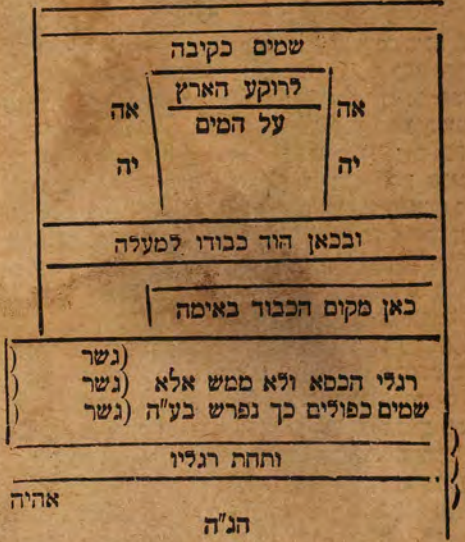 שמים כקיבה
לרוקע הארץ
אה על המים אה
יה יה
ובכאן הוד כבודו למעלה
כאן מקום הכבוד באימה
(גשר
רגלי הכסא ולא ממש אלא (גשר
שמים כפולים כך נפרש בע"ה (גשר
ותחת רגליו
אהיה
הג"ה